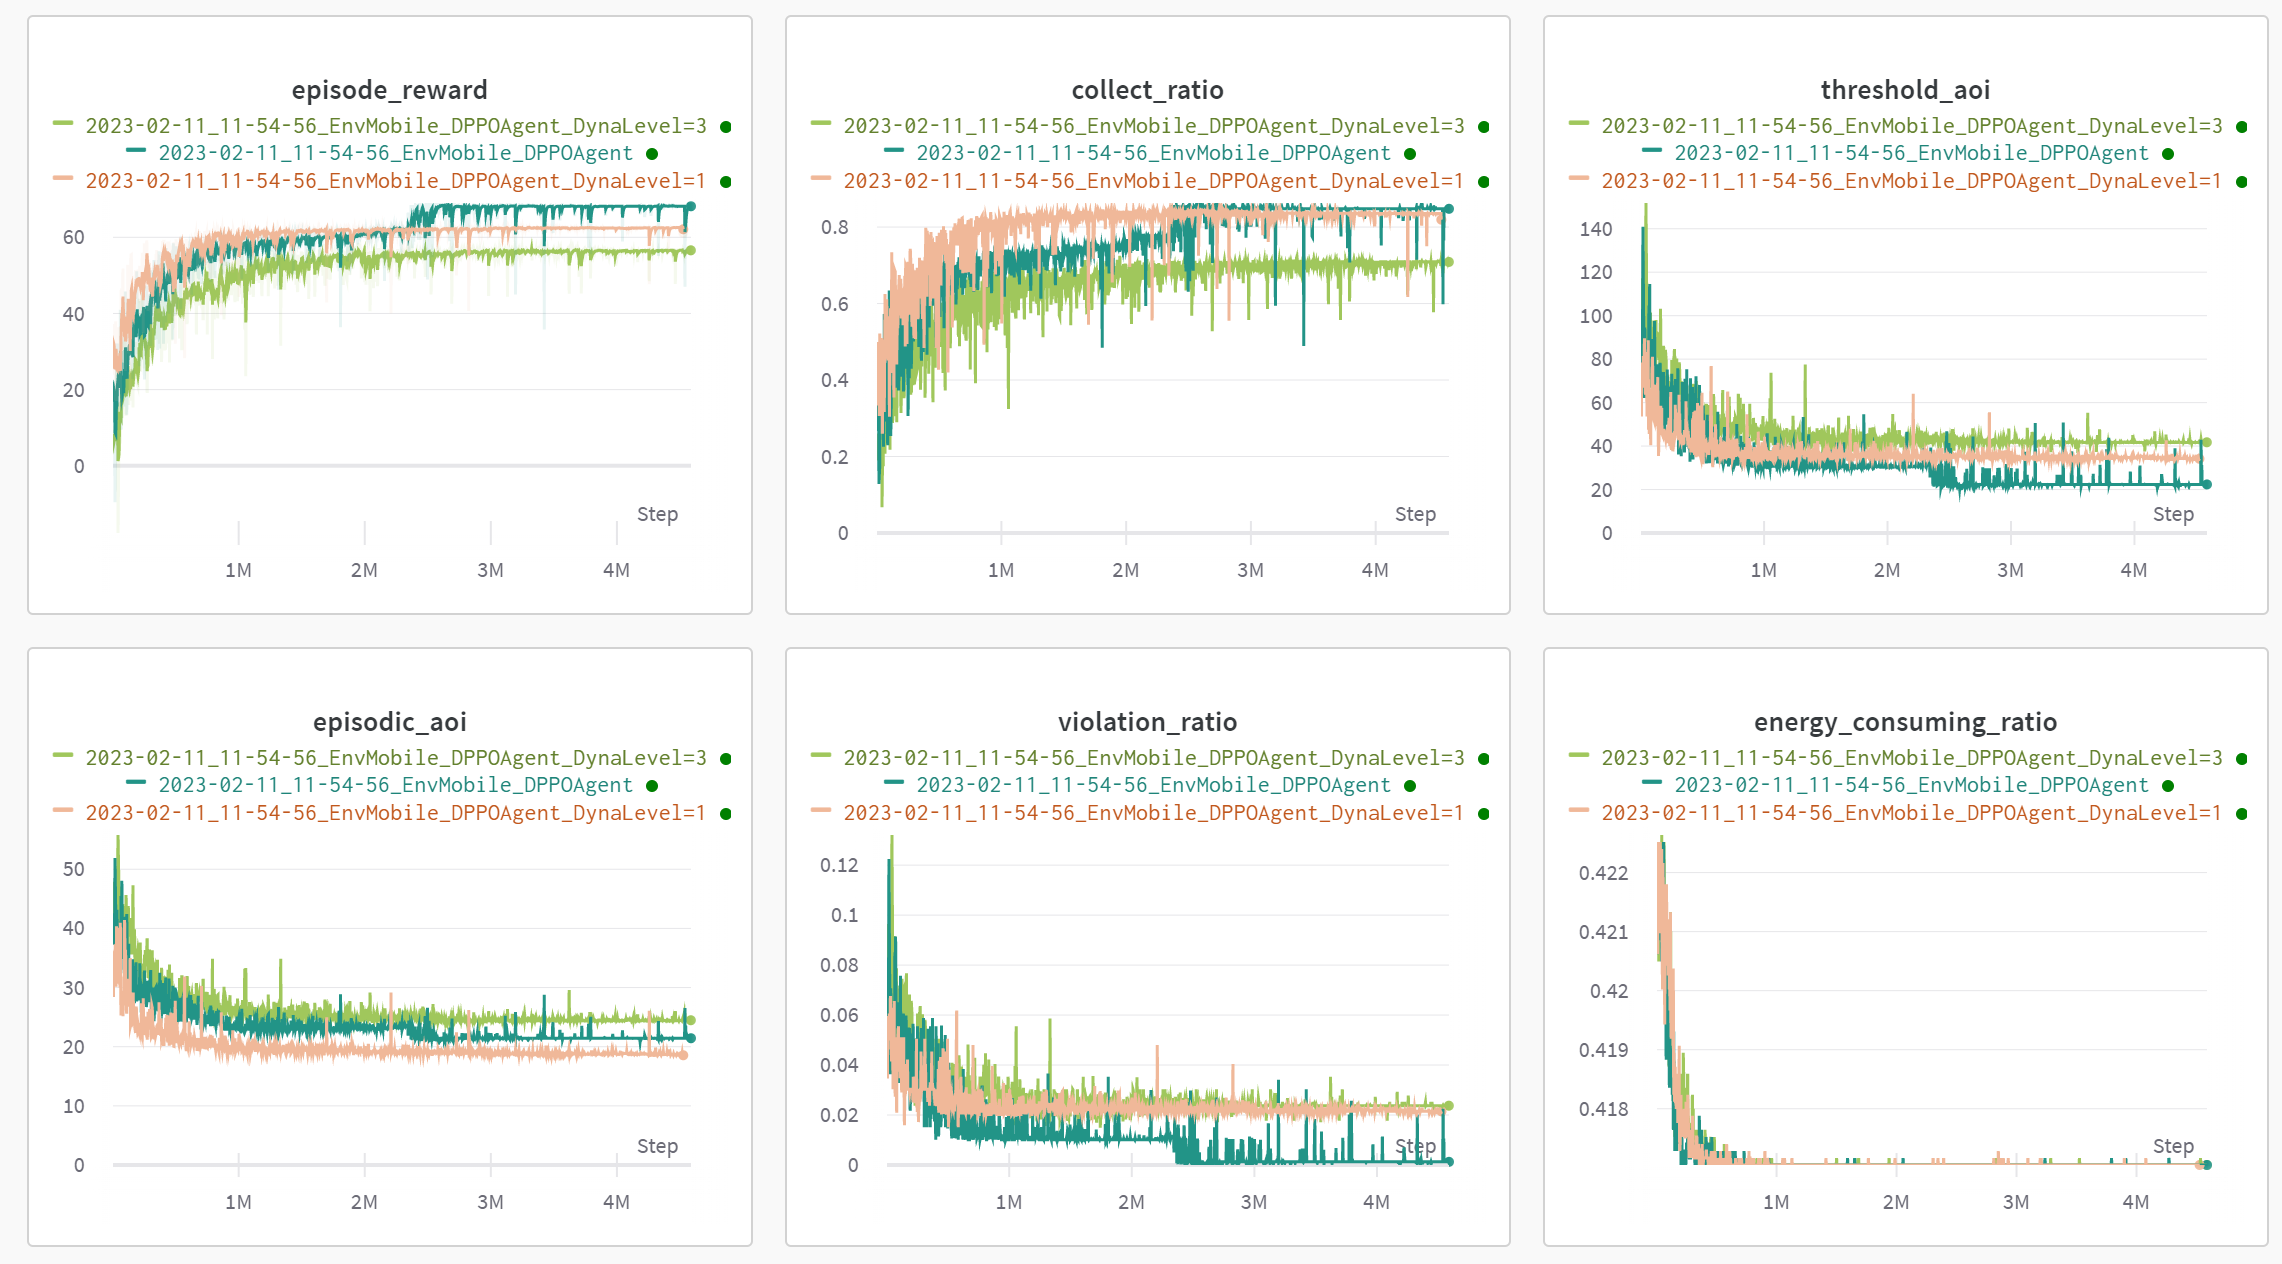 episode_reward
2023-02-11_11-54-56_EnvMobile_DPPOAgent_DynaLevel=3
2023-02-11_11-54-56_EnvMobile_DPPOAgent
2023-02-11_11-54-56_EnvMobile_DPPOAgent_DynaLevel=1
60
40
20
0
Step
1M 2M 3M 4M
collect_ratio
2023-02-11_11-54-56_EnvMobile_DPPOAgent_DynaLevel=3
2023-02-11_11-54-56_EnvMobile_DPPOAgent
2023-02-11_11-54-56_EnvMobile_DPPOAgent_DynaLevel=1
0.8
0.6
0.4
0.2
0
Step
1M 2M 3M 4M
threshold_aoi
2023-02-11_11-54-56_EnvMobile_DPPOAgent_DynaLevel=3
2023-02-11_11-54-56_EnvMobile_DPPOAgent
2023-02-11_11-54-56_EnvMobile_DPPOAgent_DynaLevel=1
140
120
100
80
60
40
20
0
Step
1M 2M 3M 4M
episodic_aoi
2023-02-11_11-54-56_EnvMobile_DPPOAgent_DynaLevel=3
2023-02-11_11-54-56_EnvMobile_DPPOAgent
2023-02-11_11-54-56_EnvMobile_DPPOAgent_DynaLevel=1
50
40
30
20
10
0
Step
1M 2M 3M 4M
violation_ratio
2023-02-11_11-54-56_EnvMobile_DPPOAgent_DynaLevel=3
2023-02-11_11-54-56_EnvMobile_DPPOAgent
2023-02-11_11-54-56_EnvMobile_DPPOAgent_DynaLevel=1
0.12
0.1
0.08
0.06
0.04
0.02
0
Step
1M 2M 3M 4M
energy_consuming_ratio
2023-02-11_11-54-56_EnvMobile_DPPOAgent_DynaLevel=3
2023-02-11_11-54-56_EnvMobile_DPPOAgent
2023-02-11_11-54-56_EnvMobile_DPPOAgent_DynaLevel=1
0.422
0.421
0.42
0.419
0.418
Step
1M 2M 3M 4M